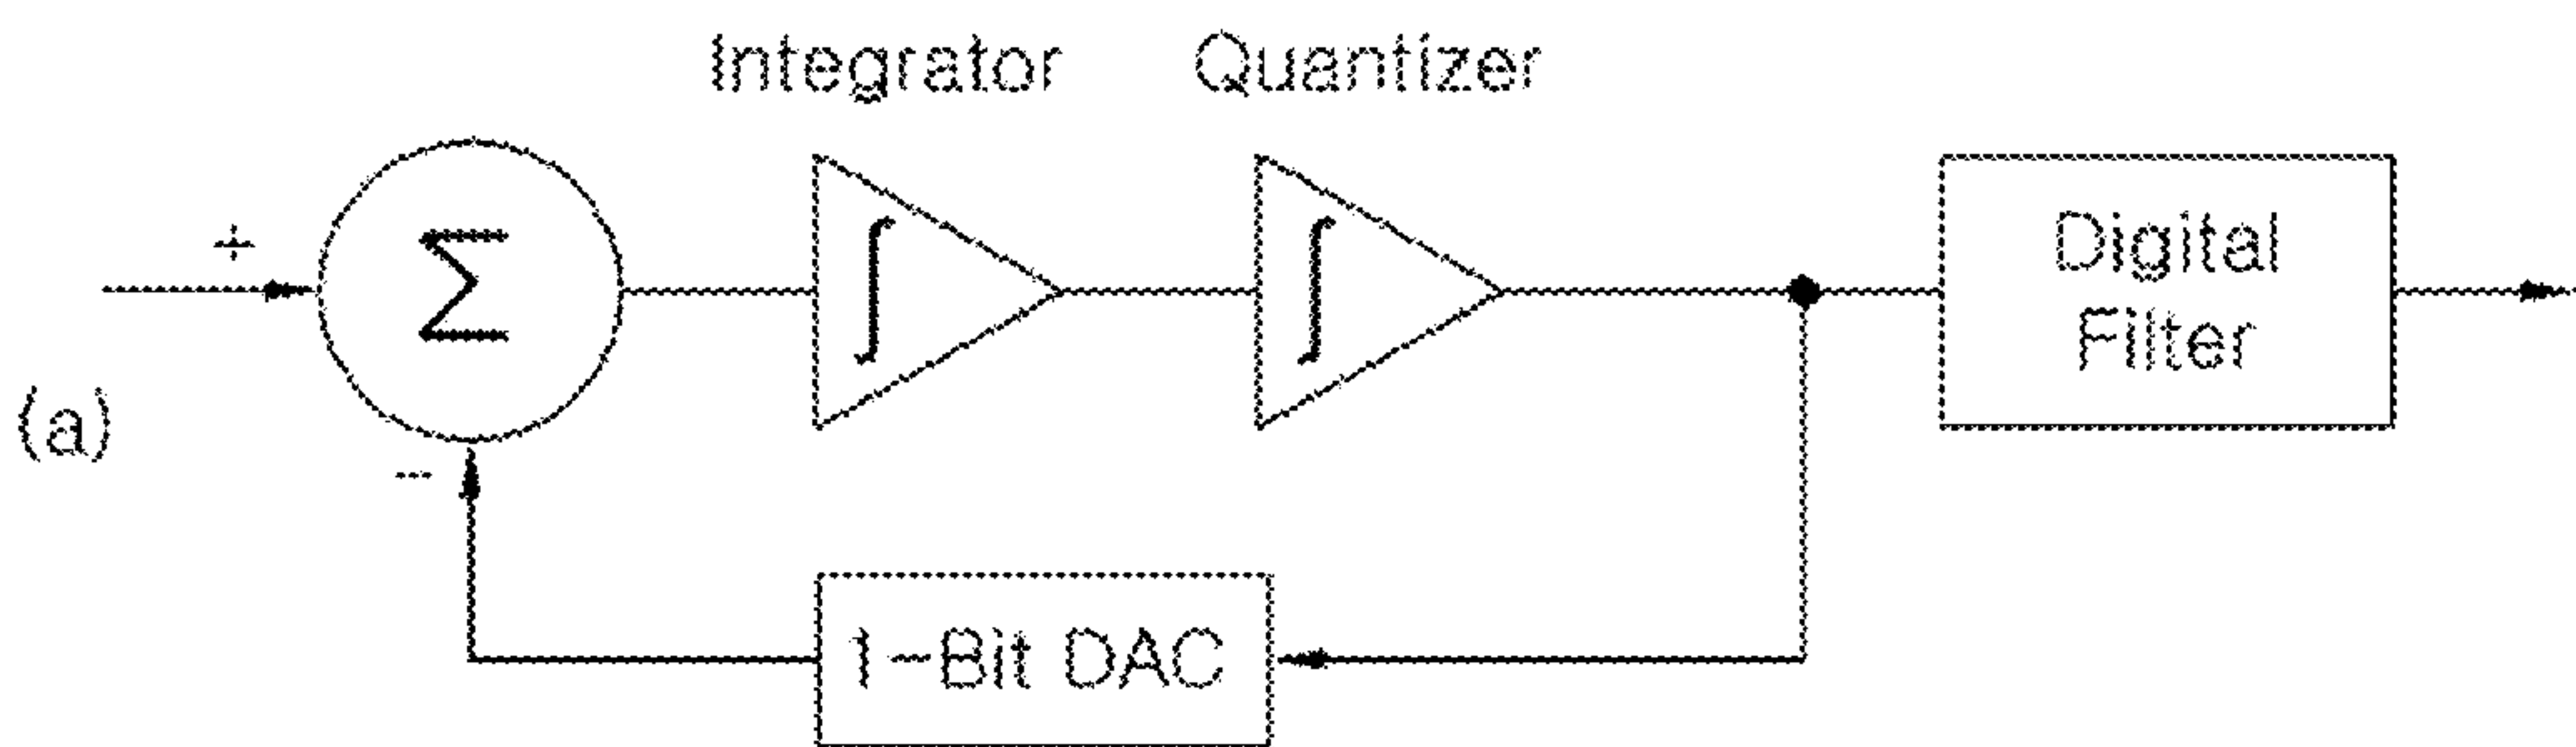 Integrator Quantizer
+
Σ
∫
∫
Digital
Filter
(a)
−
1-Bit DAC